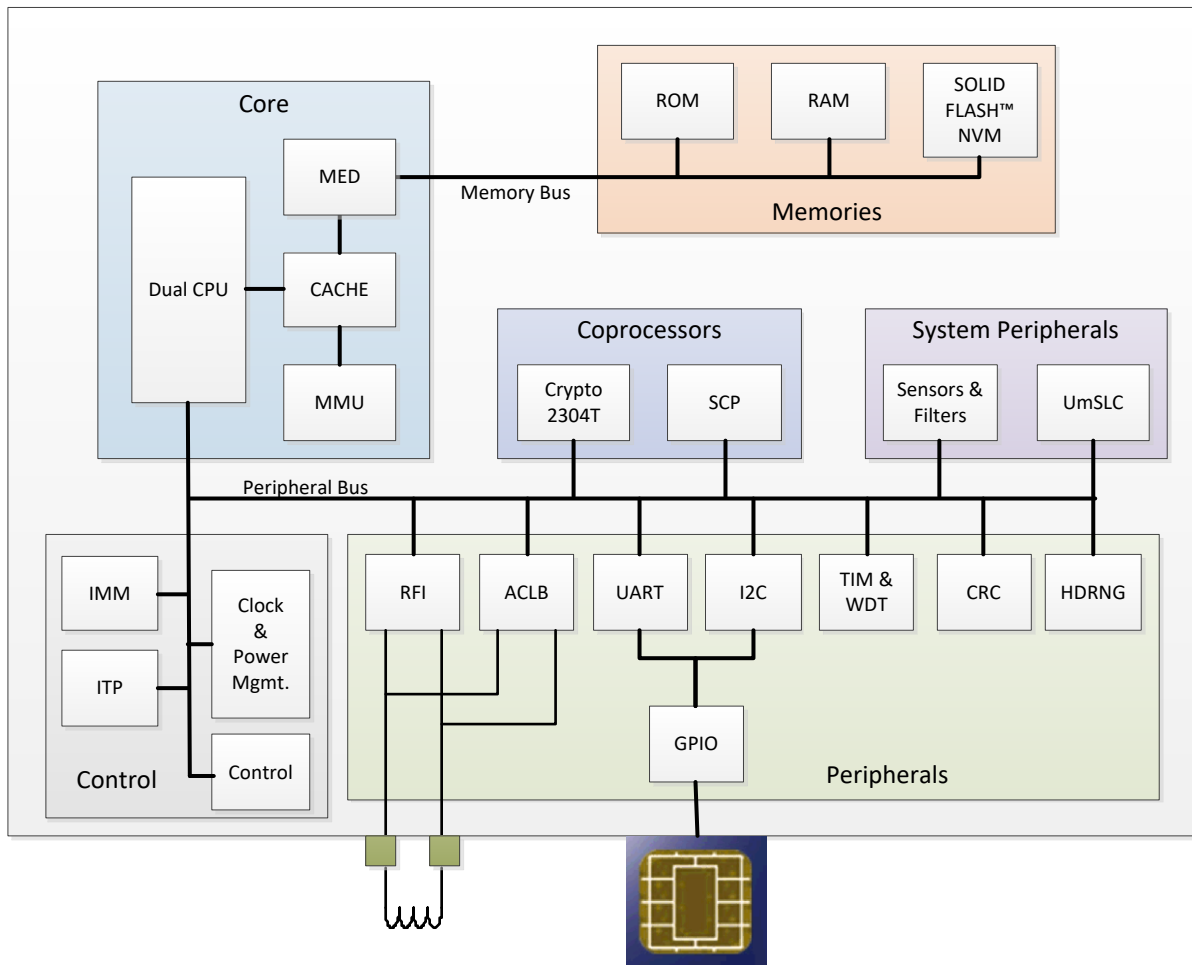 Core
MED
Dual CPU
CACHE
MMU
Memory Bus
ROM
RAM
SOLID
FLASH™
NVM
Memories
Coprocessors
Crypto
2304T
SCP
System Peripherals
Sensors &
Filters
UmSLC
Peripheral Bus
IMM
Clock
&
Power
Mgmt.
ITP
Control
Control
RFI
ACLB
UART
I2C
TIM &
WDT
CRC
HDRNG
GPIO
Peripherals